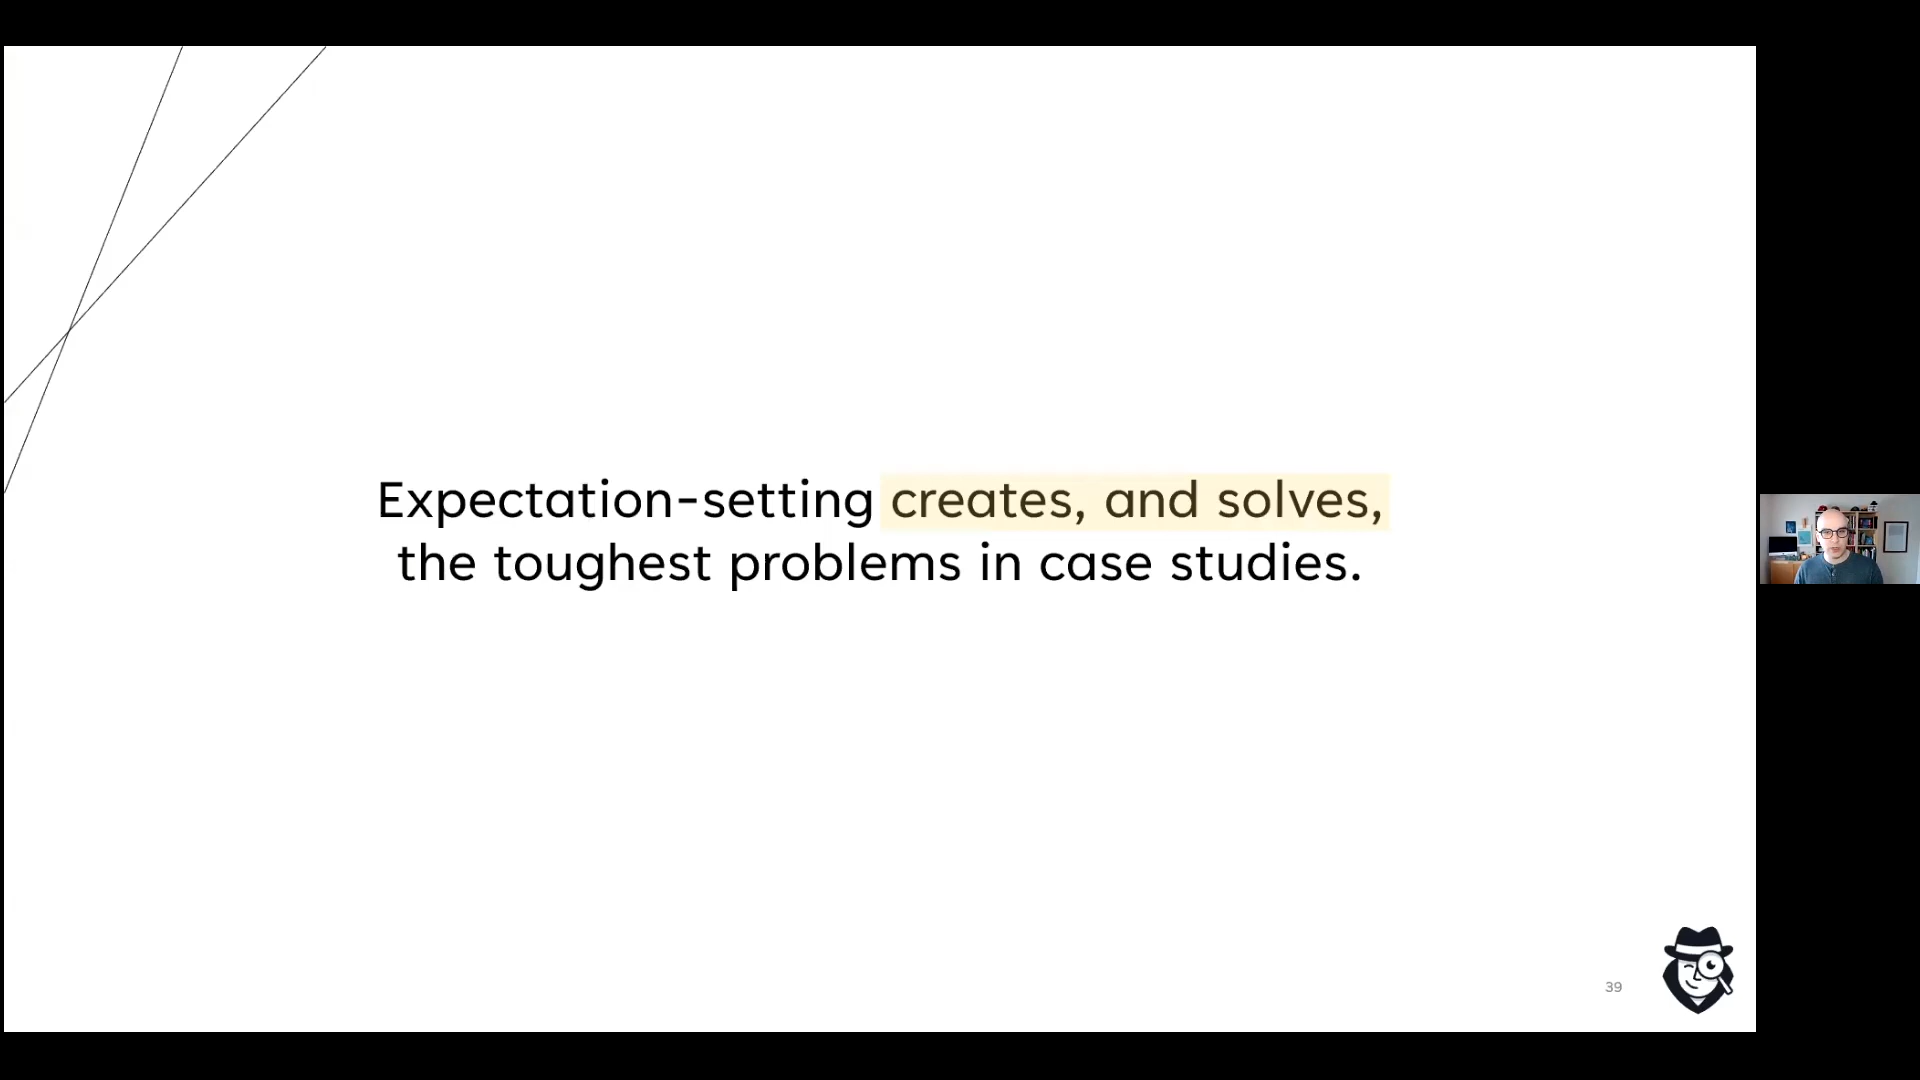 Expectation-setting creates, and solves,
the toughest problems in case studies.
39